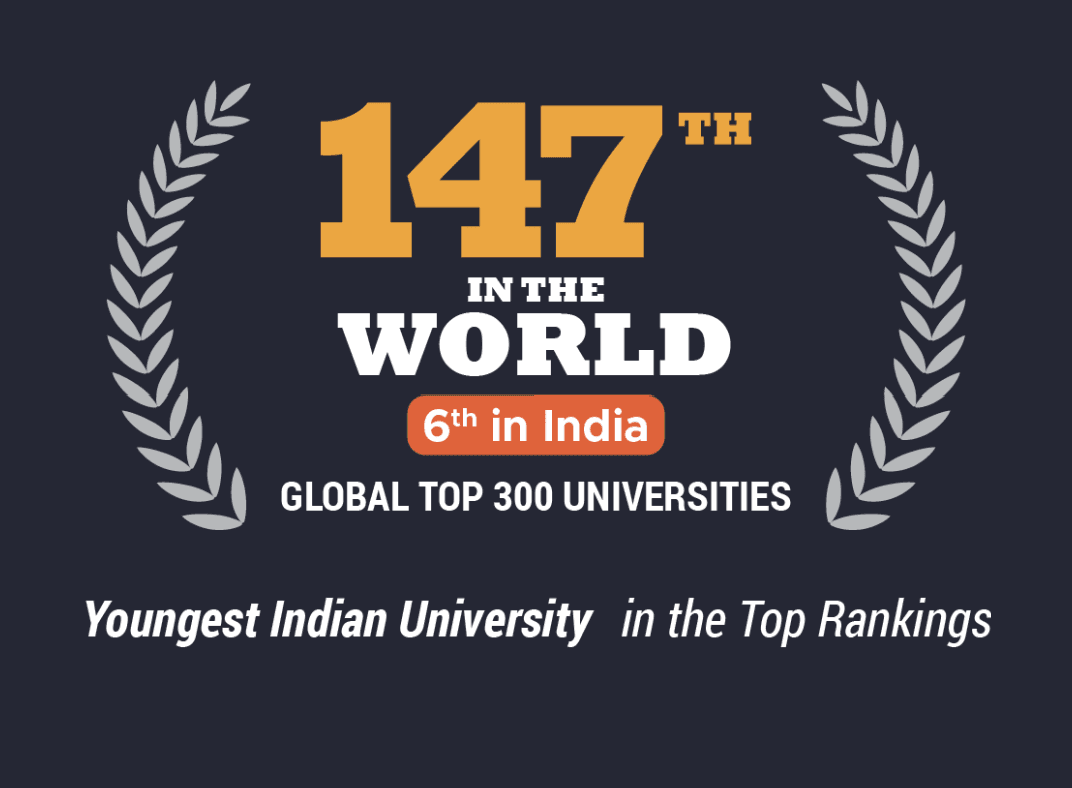 147TH
IN THE
WORLD
6th in India
GLOBAL TOP 300 UNIVERSITIES
Youngest Indian University in the Top Rankings